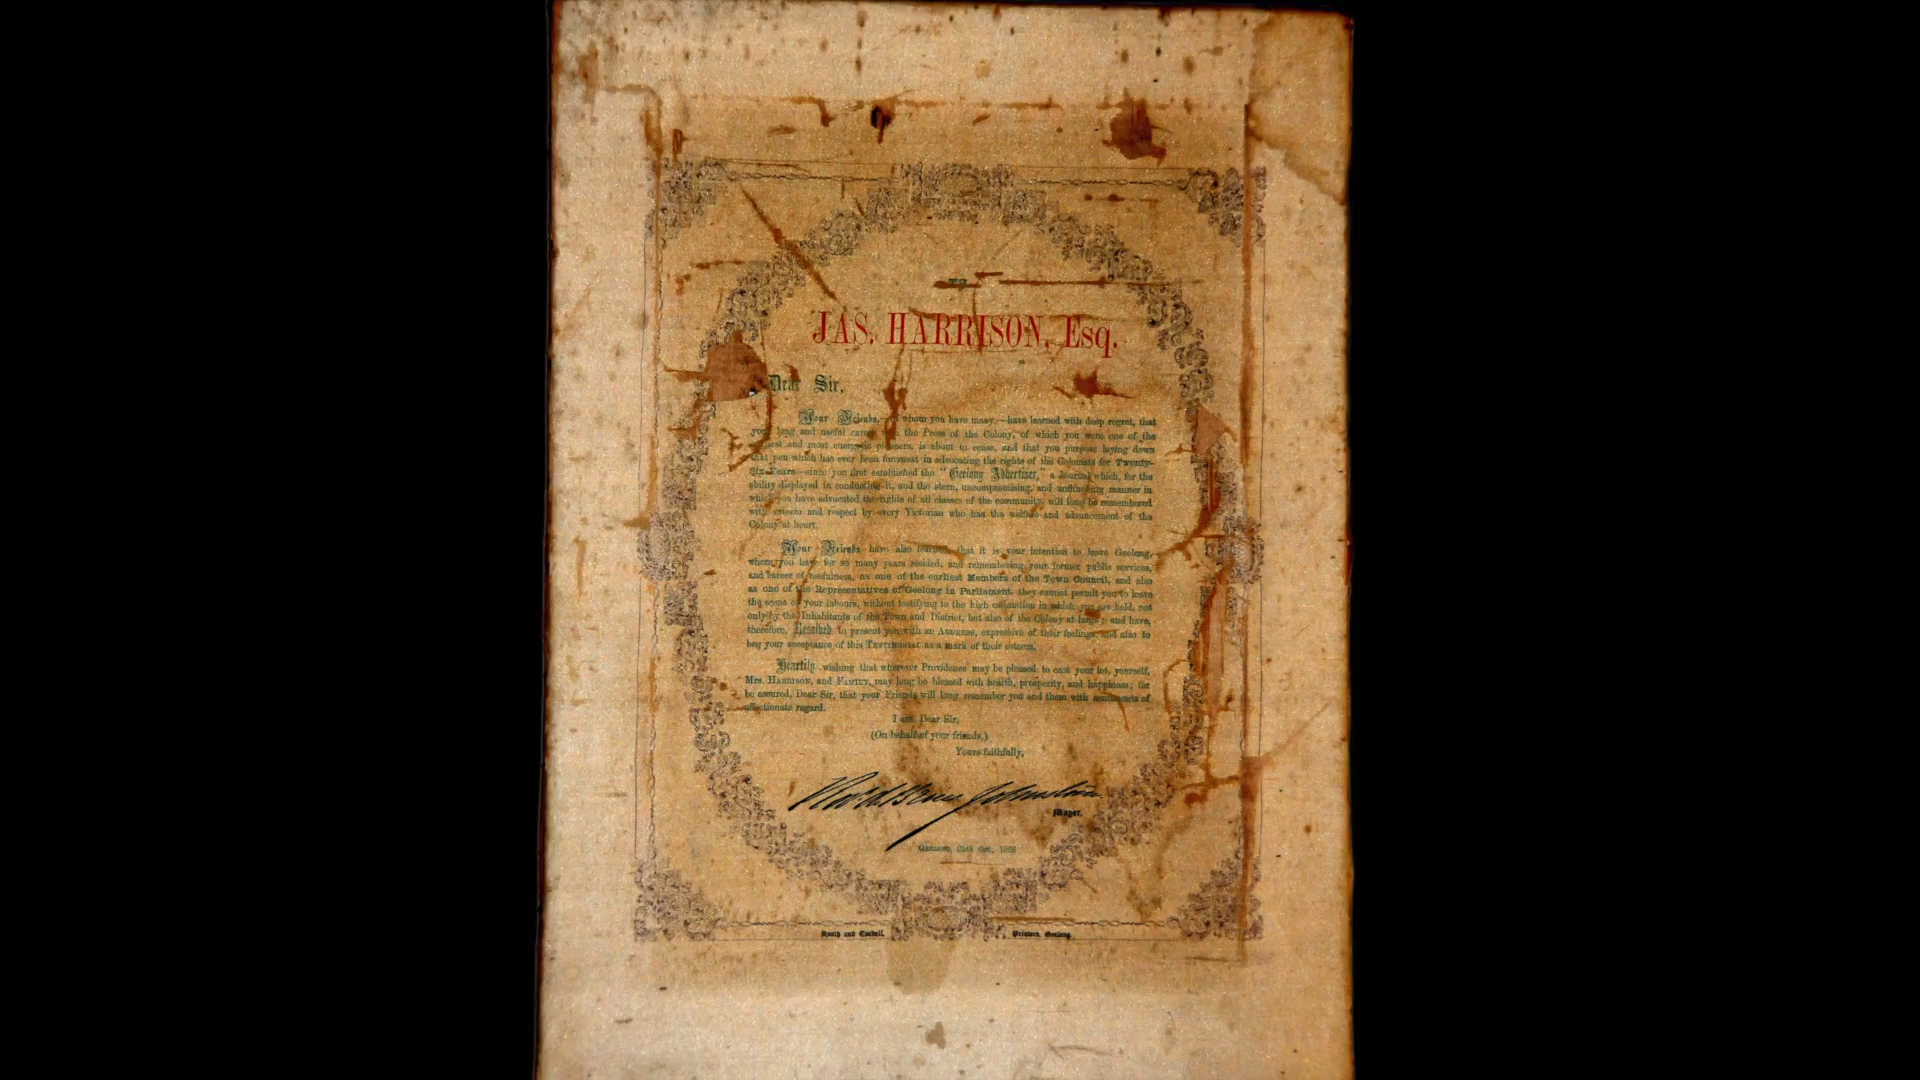 TO
JAS. HARRISON, Esq.
Dear Sir,
Your Friends,— whom you have many,—have learned with deep regret, that
your long and useful career the Press of the Colony, of which you were one of the
and most energetic pioneers, is about to cease, and that you purpose laying down
that pen which has ever been foremost in advocating the rights of the Colonists for Twenty-
Six Years—since you first established the "Geelong Advertiser," a Journal which, for the
ability displayed in conducting it, and the stern, uncompromising, and unflinching manner in
which you have advocated the rights of all classes of the community, will long be remembered
with esteem and respect by every Victorian who has the welfare and advancement of the
Colony at heart.
Your Friends have also learned that it is your intention to leave Geelong,
whom you have for so many years resided, and remembering your former public services,
and career of usefulness, as one of the earliest Members of the Town Council, and also
as one of the Representatives of Geelong in Parliament, they cannot permit you to leave
the scene of your labours, without testifying to the high estimation in which you are held, not
only by the Inhabitants of the Town and District, but also of the Colony at large; and have,
therefore, Resolved to present you with an ADDRESS, expressive of their feelings, and also to
beg your acceptance of this TESTIMONIAL as a mark of their esteem.
Heartily wishing that wherever Providence may be pleased to cast your lot, yourself,
Mrs. HARRISON, and FAMILY, may long be blessed with health, prosperity, and happiness; for
be assured, Dear Sir, that your Friends will long remember you and them with sentiments of
affectionate regard.
I am, Dear Sir,
(On behalf of your friends,)
Yours faithfully,
Johnstone
Mayor.
GEELONG, Oct., 1866
Heath and Cordell, Printers, Geelong.